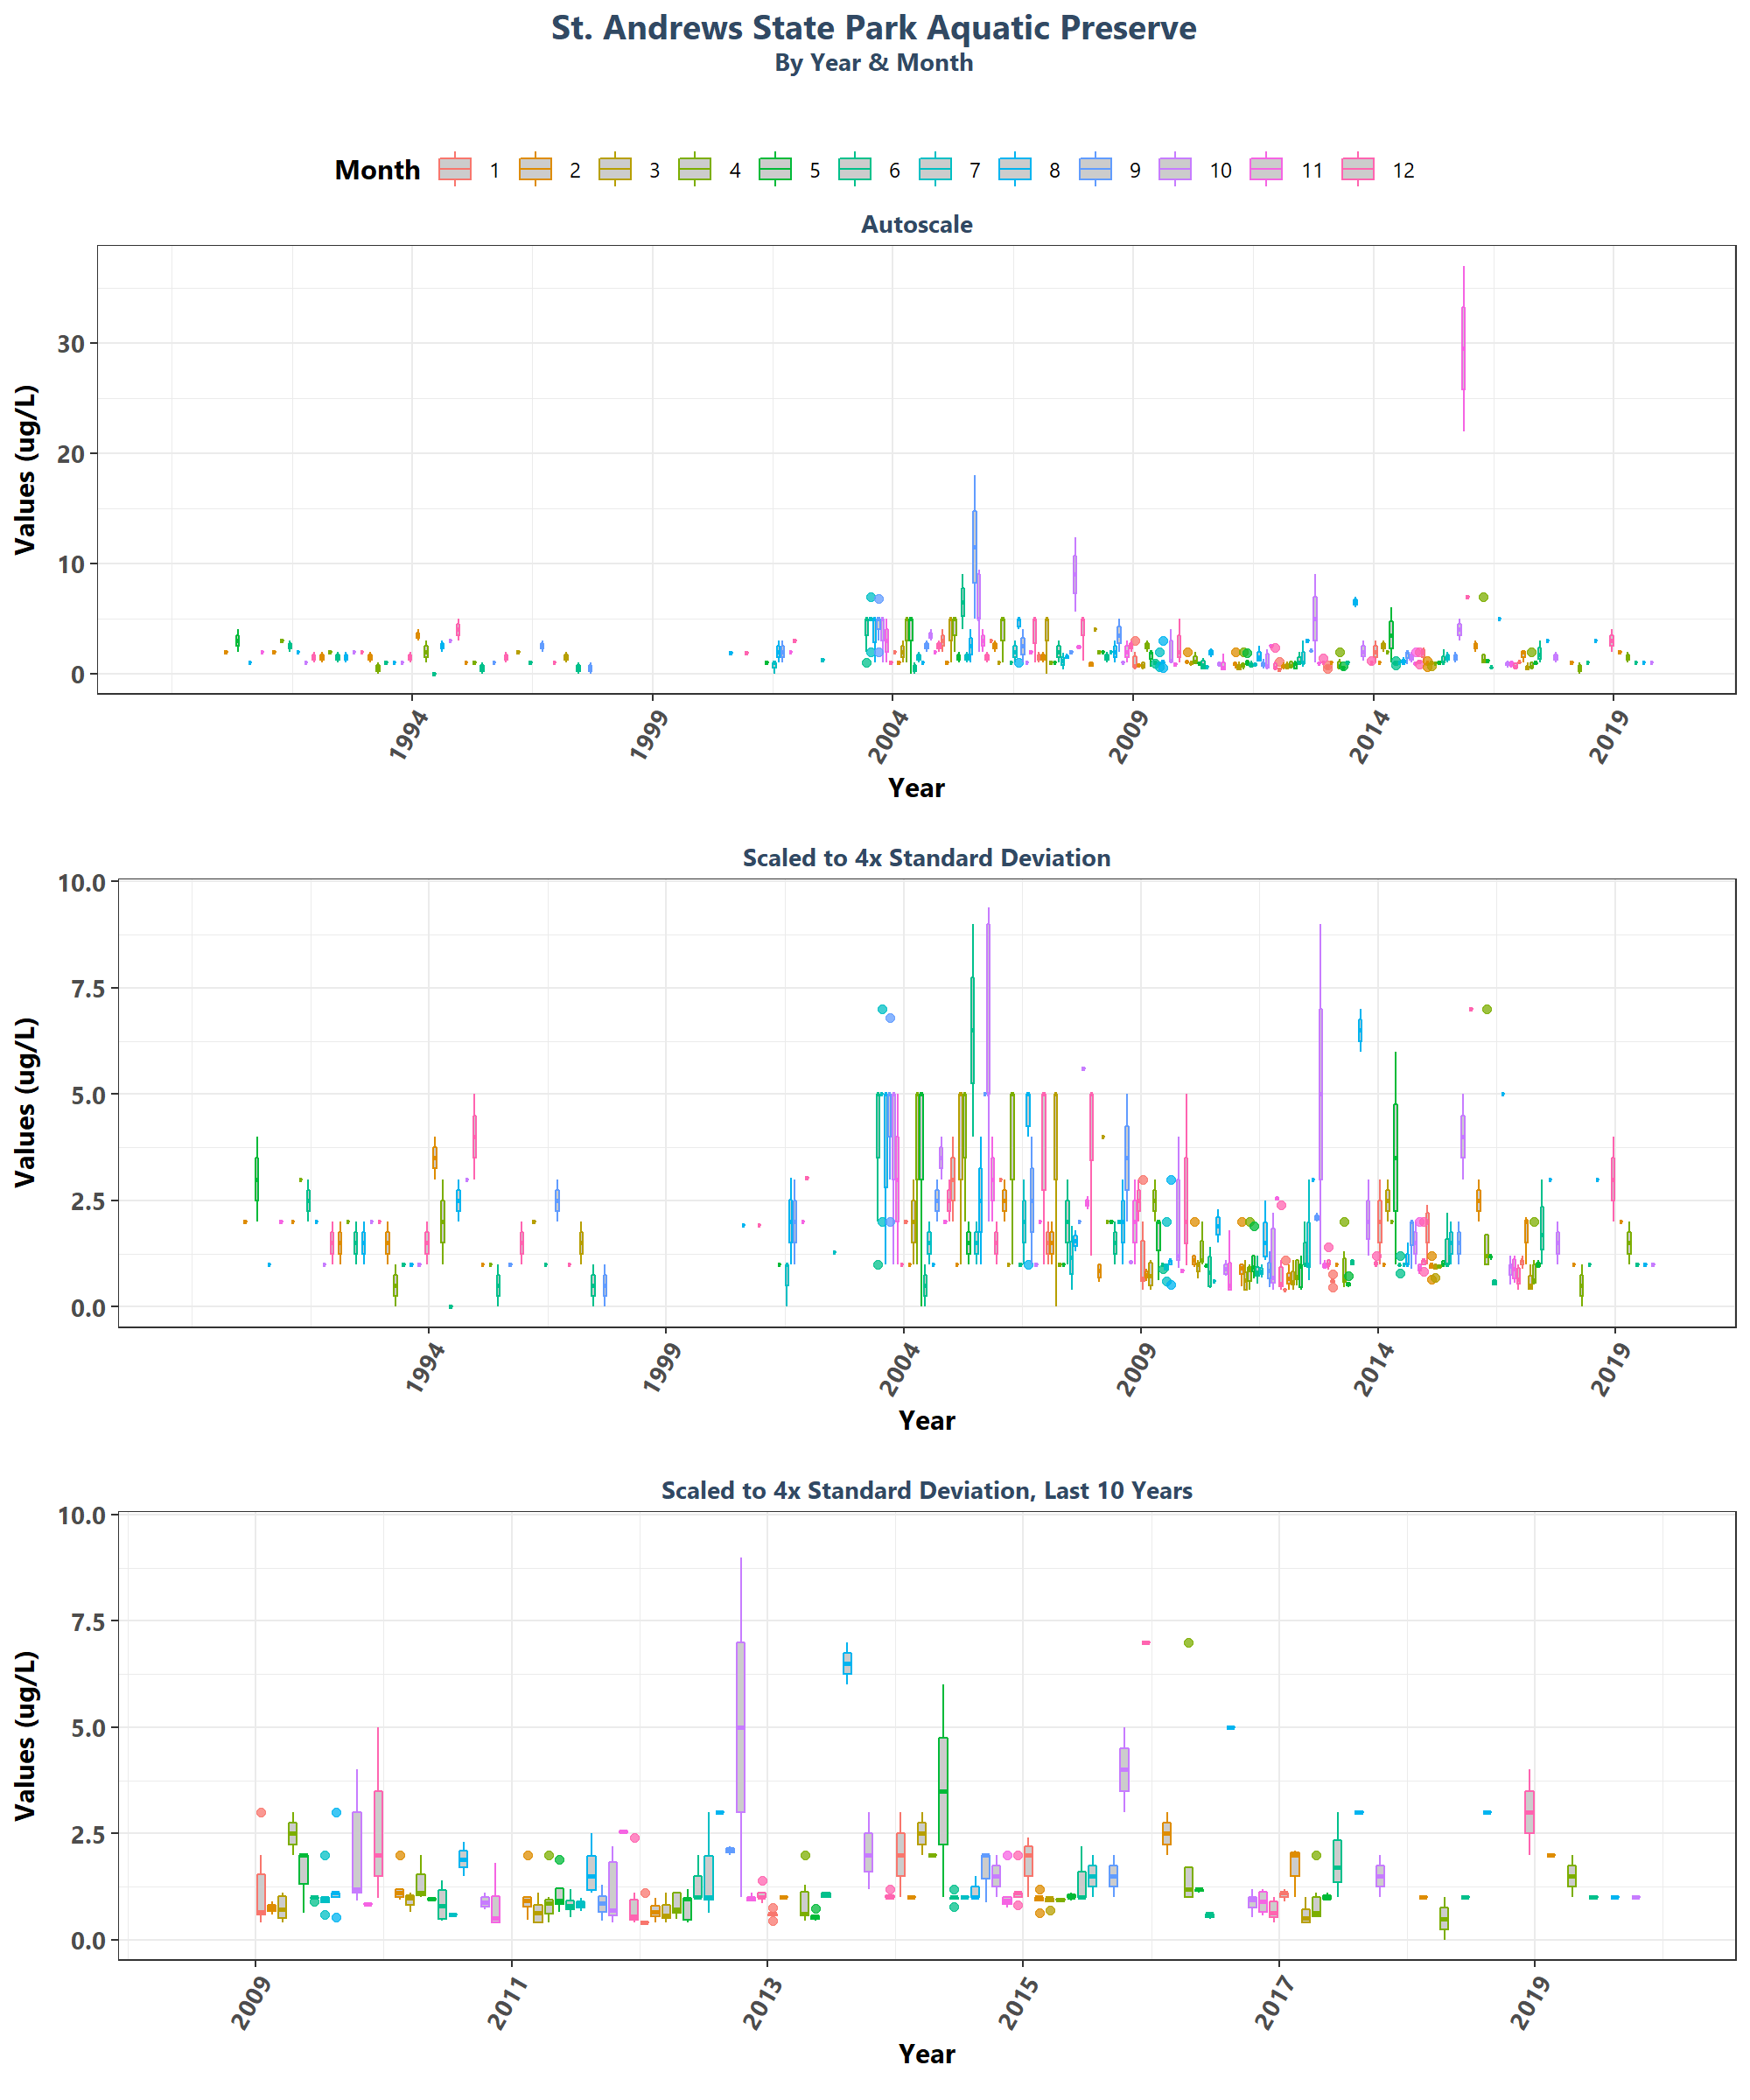 St. Andrews State Park Aquatic Preserve
By Year & Month
Month 1 2 3 4 5 6 7 8 9 10 11 12
Autoscale
Values (ug/L)
30
20
10
0
1994 1999 2004 2009 2014 2019
Year
Scaled to 4x Standard Deviation
Values (ug/L)
10.0
7.5
5.0
2.5
0.0
1994 1999 2004 2009 2014 2019
Year
Scaled to 4x Standard Deviation, Last 10 Years
Values (ug/L)
10.0
7.5
5.0
2.5
0.0
2009 2011 2013 2015 2017 2019
Year